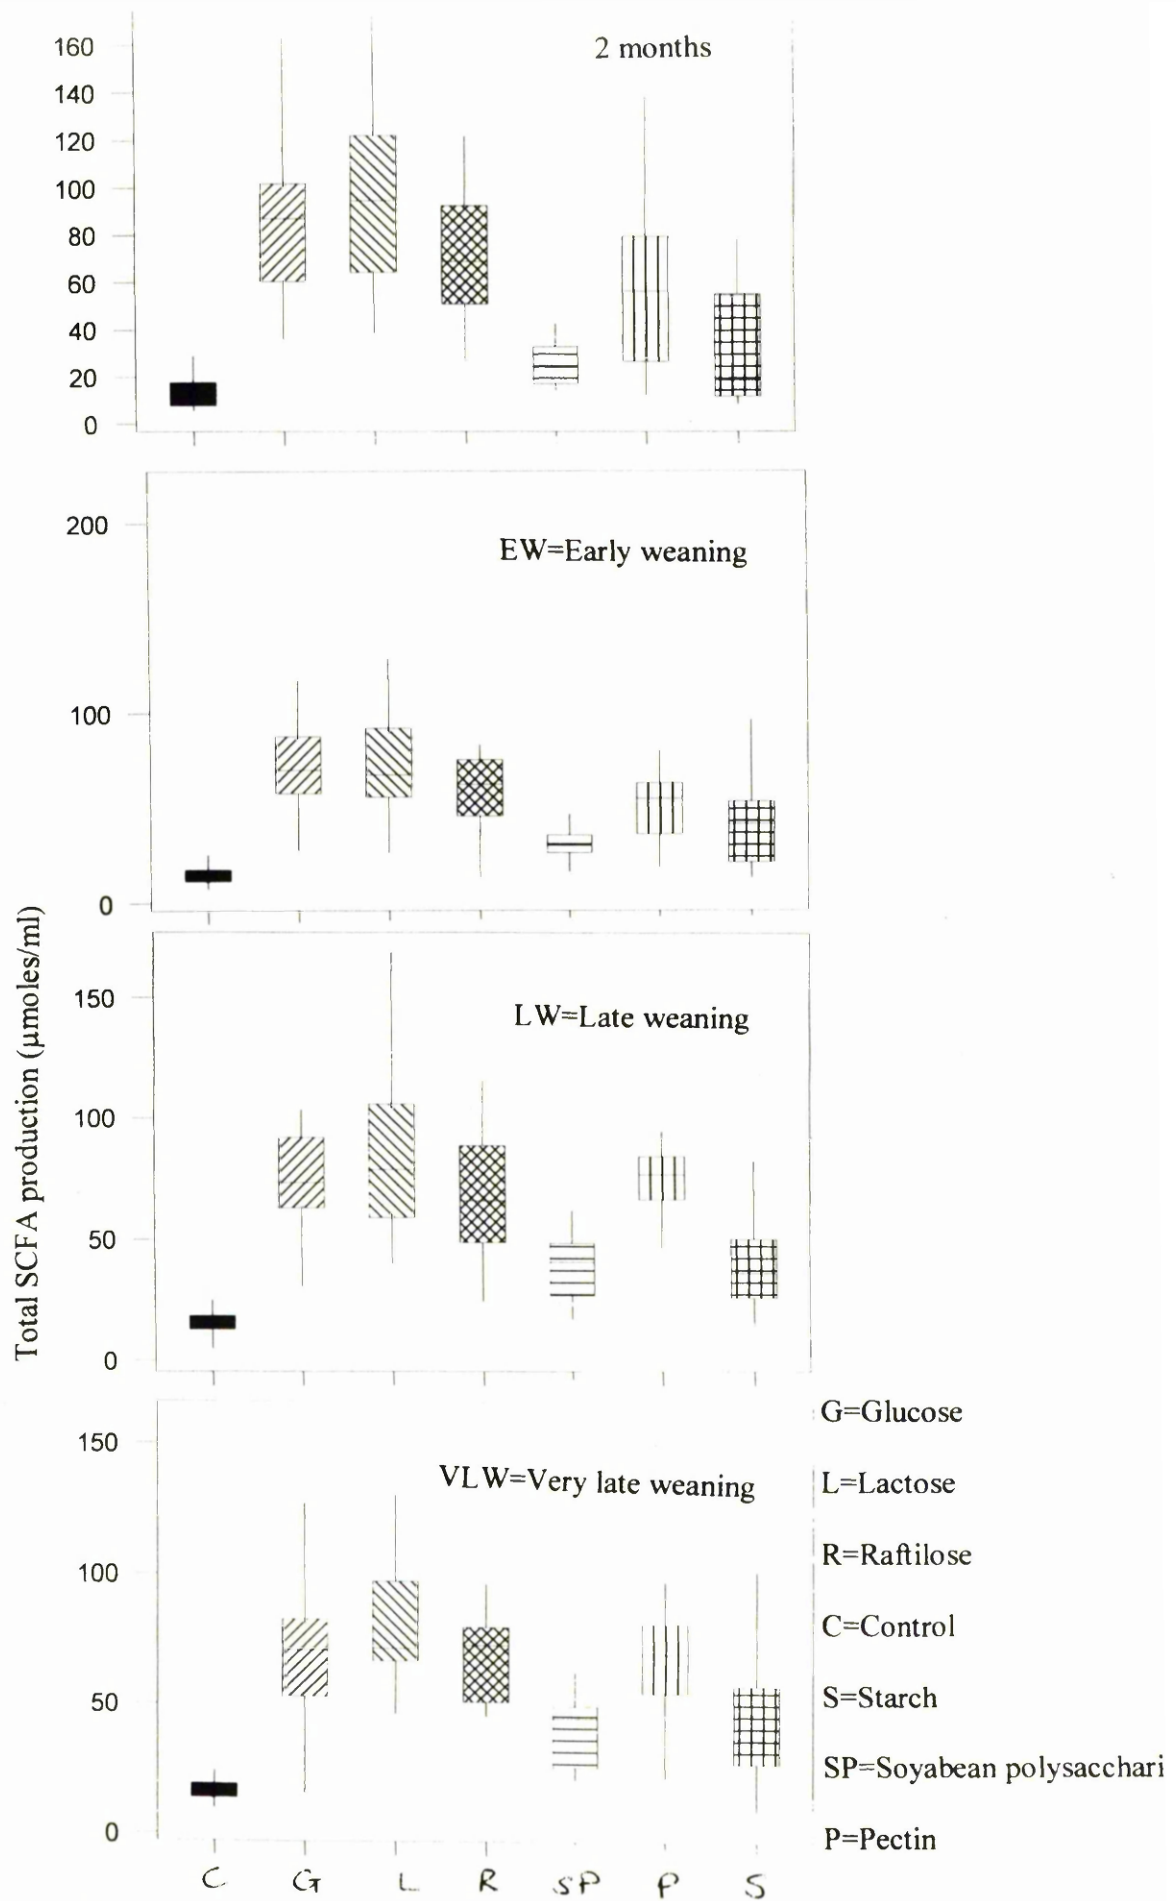 160
2 months
140
120
100
80
60
40
20
0
200
EW=Early weaning
100
0
Total SCFA production (µmoles/ml)
150
LW=Late weaning
100
50
0
G=Glucose
150
VLW=Very late weaning
L=Lactose
R=Raftilose
100
C=Control
50
S=Starch
SP=Soyabean polysacchari
0
P=Pectin
C G L R SP P S